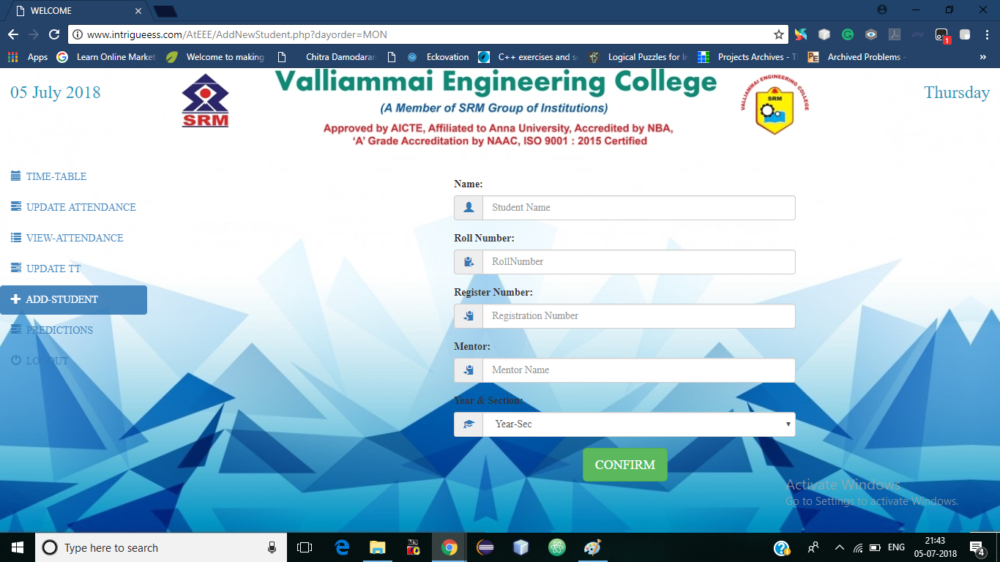 WELCOME
www.intrigueess.com/AtEEE/AddNewStudent.php?dayorder=MON
Apps Learn Online Market Welcome to making Chitra Damodaran Eckovation C++ exercises and so Logical Puzzles for In Projects Archives - T PE Archived Problems - »
05 July 2018
SRM
Valliammai Engineering College
(A Member of SRM Group of Institutions)
Approved by AICTE, Affiliated to Anna University, Accredited by NBA,
'A' Grade Accreditation by NAAC, ISO 9001 : 2015 Certified
VALLIAMMAI ENGINEERING COLLEGE
SRM
Thursday
TIME-TABLE
UPDATE ATTENDANCE
VIEW-ATTENDANCE
UPDATE TT
ADD-STUDENT
PREDICTIONS
LOGOUT
Name:
Student Name
Roll Number:
RollNumber
Register Number:
Registration Number
Mentor:
Mentor Name
Year & Section:
Year-Sec
CONFIRM
Activate Windows
Go to Settings to activate Windows.
Type here to search
ENG
21:43
05-07-2018
4